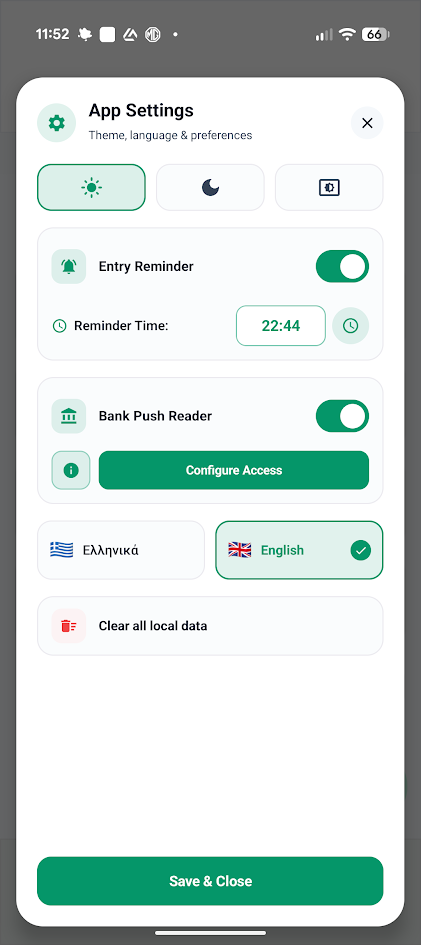 11:52
66
App Settings
Theme, language & preferences
Entry Reminder
Reminder Time:
22:44
Bank Push Reader
Configure Access
Ελληνικά
English
Clear all local data
Save & Close